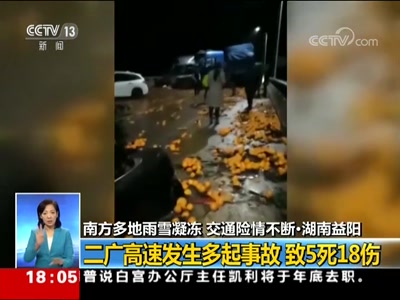 CCTV 13
新闻
CCTV.com
南方多地雨雪凝冻 交通险情不断·湖南益阳
二广高速发生多起事故 致5死18伤
18:05 普说白宫办公厅主任凯利将于年底去职。